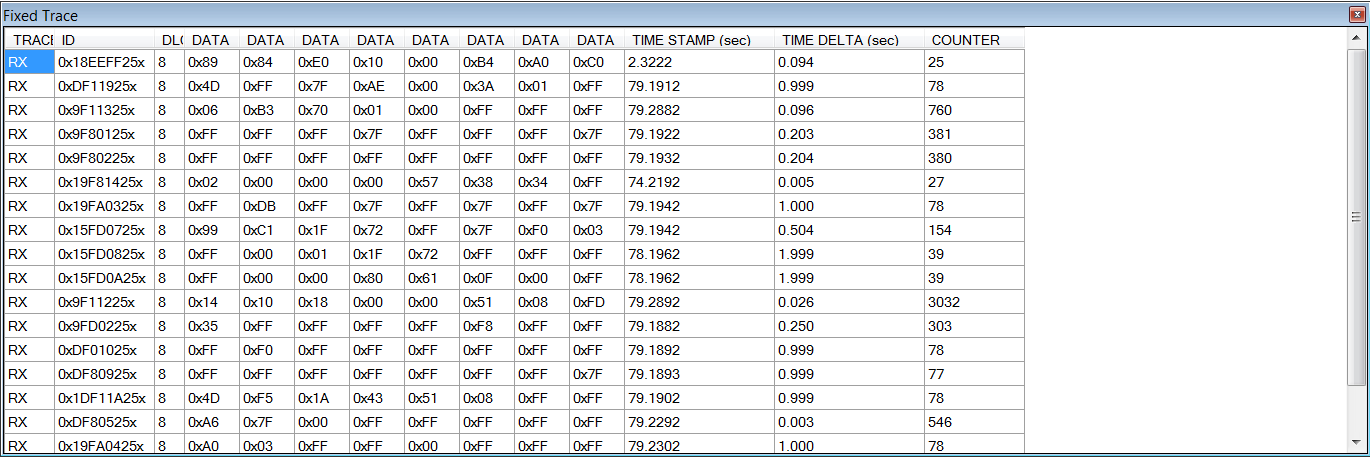 Fixed Trace
TRACE ID DLC DATA DATA DATA DATA DATA DATA DATA DATA TIME STAMP (sec) TIME DELTA (sec) COUNTER
RX 0x18EEFF25x 8 0x89 0x84 0xE0 0x10 0x00 0xB4 0xA0 0xC0 2.3222 0.094 25
RX 0xDF11925x 8 0x4D 0xFF 0x7F 0xAE 0x00 0x3A 0x01 0xFF 79.1912 0.999 78
RX 0x9F11325x 8 0x06 0xB3 0x70 0x01 0x00 0xFF 0xFF 0xFF 79.2882 0.096 760
RX 0x9F80125x 8 0xFF 0xFF 0xFF 0x7F 0xFF 0xFF 0xFF 0x7F 79.1922 0.203 381
RX 0x9F80225x 8 0xFF 0xFF 0xFF 0xFF 0xFF 0xFF 0xFF 0xFF 79.1932 0.204 380
RX 0x19F81425x 8 0x02 0x00 0x00 0x00 0x57 0x38 0x34 0xFF 74.2192 0.005 27
RX 0x19FA0325x 8 0xFF 0xDB 0xFF 0x7F 0xFF 0x7F 0xFF 0x7F 79.1942 1.000 78
RX 0x15FD0725x 8 0x99 0xC1 0x1F 0x72 0xFF 0x7F 0xF0 0x03 79.1942 0.504 154
RX 0x15FD0825x 8 0xFF 0x00 0x01 0x1F 0x72 0xFF 0xFF 0xFF 78.1962 1.999 39
RX 0x15FD0A25x 8 0xFF 0x00 0x00 0x80 0x61 0x0F 0x00 0xFF 78.1962 1.999 39
RX 0x9F11225x 8 0x14 0x10 0x18 0x00 0x00 0x51 0x08 0xFD 79.2892 0.026 3032
RX 0x9FD0225x 8 0x35 0xFF 0xFF 0xFF 0xFF 0xF8 0xFF 0xFF 79.1882 0.250 303
RX 0xDF01025x 8 0xFF 0xF0 0xFF 0xFF 0xFF 0xFF 0xFF 0xFF 79.1892 0.999 78
RX 0xDF80925x 8 0xFF 0xFF 0xFF 0xFF 0xFF 0xFF 0xFF 0x7F 79.1893 0.999 77
RX 0x1DF11A25x 8 0x4D 0xF5 0x1A 0x43 0x51 0x08 0xFF 0xFF 79.1902 0.999 78
RX 0xDF80525x 8 0xA6 0x7F 0x00 0xFF 0xFF 0xFF 0xFF 0xFF 79.2292 0.003 546
RX 0x19FA0425x 8 0xA0 0x03 0xFF 0xFF 0x00 0xFF 0xFF 0xFF 79.2302 1.000 78